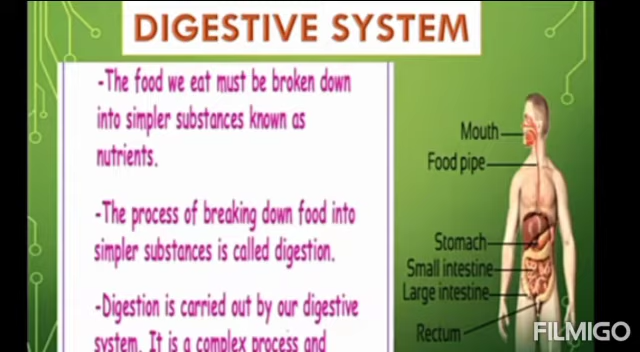 DIGESTIVE SYSTEM
-The food we eat must be broken down
into simpler substances known as
nutrients.
-The process of breaking down food into
simpler substances is called digestion.
-Digestion is carried out by our digestive
system. It is a complex process and
Mouth
Food pipe
Stomach
Small intestine
Large intestine
Rectum
FILMIGO